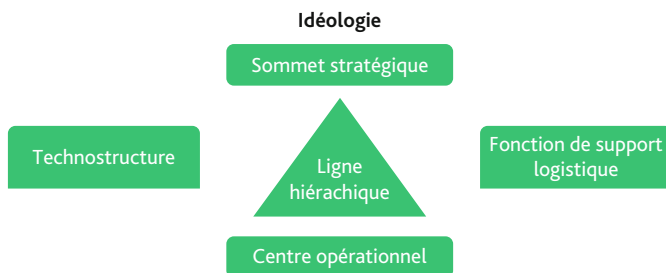 Idéologie
Sommet stratégique
Technostructure
Ligne
hiérachique
Fonction de support
logistique
Centre opérationnel